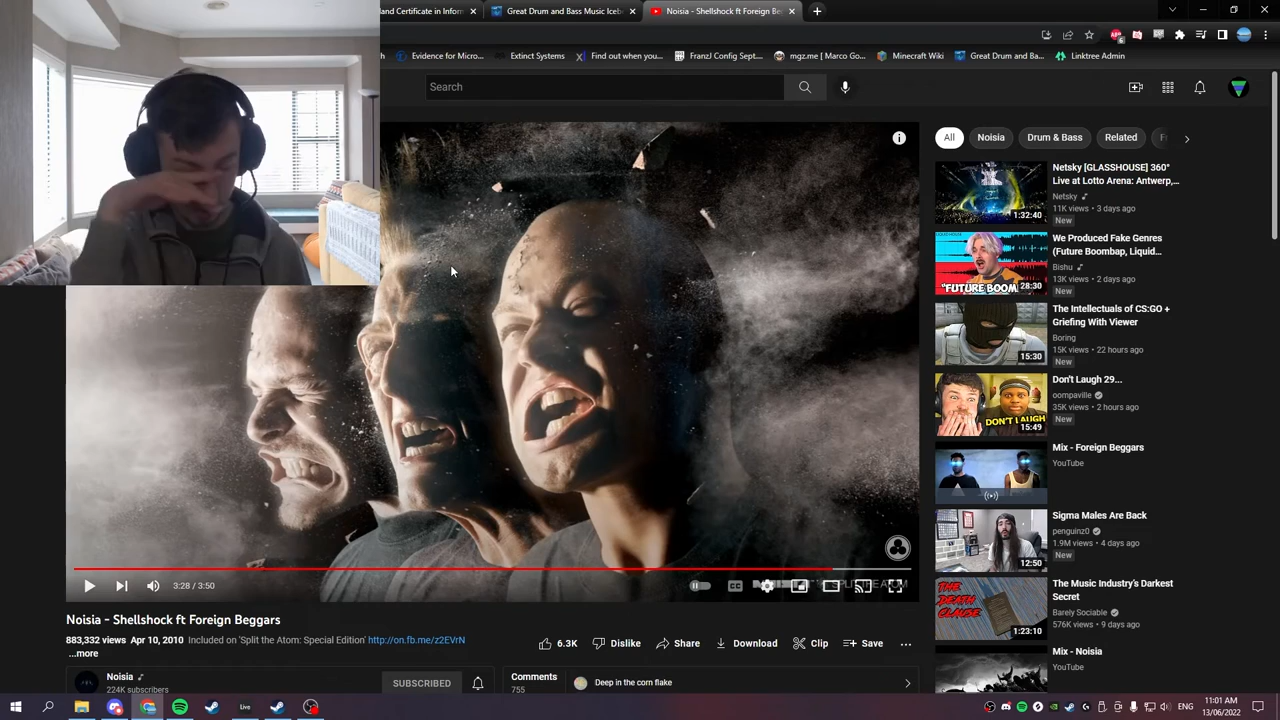 and Certificate in Inform
Great Drum and Bass Music Iceb
Noisia - Shellshock ft Foreign Be
Evidence for Micro...
Extinct Systems
Find out when you...
FranzJ Config Sept...
mgz.me [ Marco Go...
Minecraft Wiki
Great Drum and Ba...
Linktree Admin
Search
All
Noisia
Drum & Bass
Related
Netsky
Live at Lotto Arena, Antwer...
Netsky
11K views • 3 days ago
New
1:32:40
We Produced Fake Genres
(Future Boombap, Liquid...
Bishu
13K views • 2 days ago
New
"FUTURE BOOM
28:30
The Intellectuals of CS:GO +
Griefing With Viewer
Boring
15K views • 22 hours ago
New
15:30
Don't Laugh 29...
oompaville
35K views • 2 hours ago
New
DON'T LAUGH
15:49
Mix - Foreign Beggars
YouTube
Sigma Males Are Back
penguinz0
1.9M views • 4 days ago
New
12:50
The Music Industry's Darkest
Secret
Barely Sociable
576K views • 9 days ago
THE DEATH CLAUSE
1:23:10
Mix - Noisia
YouTube
3:28 / 3:50
Noisia - Shellshock ft Foreign Beggars
883,332 views Apr 10, 2010 Included on 'Split the Atom: Special Edition' http://on.fb.me/z2EVrN
...more
6.3K
Dislike
Share
Download
Clip
Save
Noisia
224K subscribers
SUBSCRIBED
Comments
755
Deep in the corn flake
Live
ENG
11:01 AM
13/06/2022